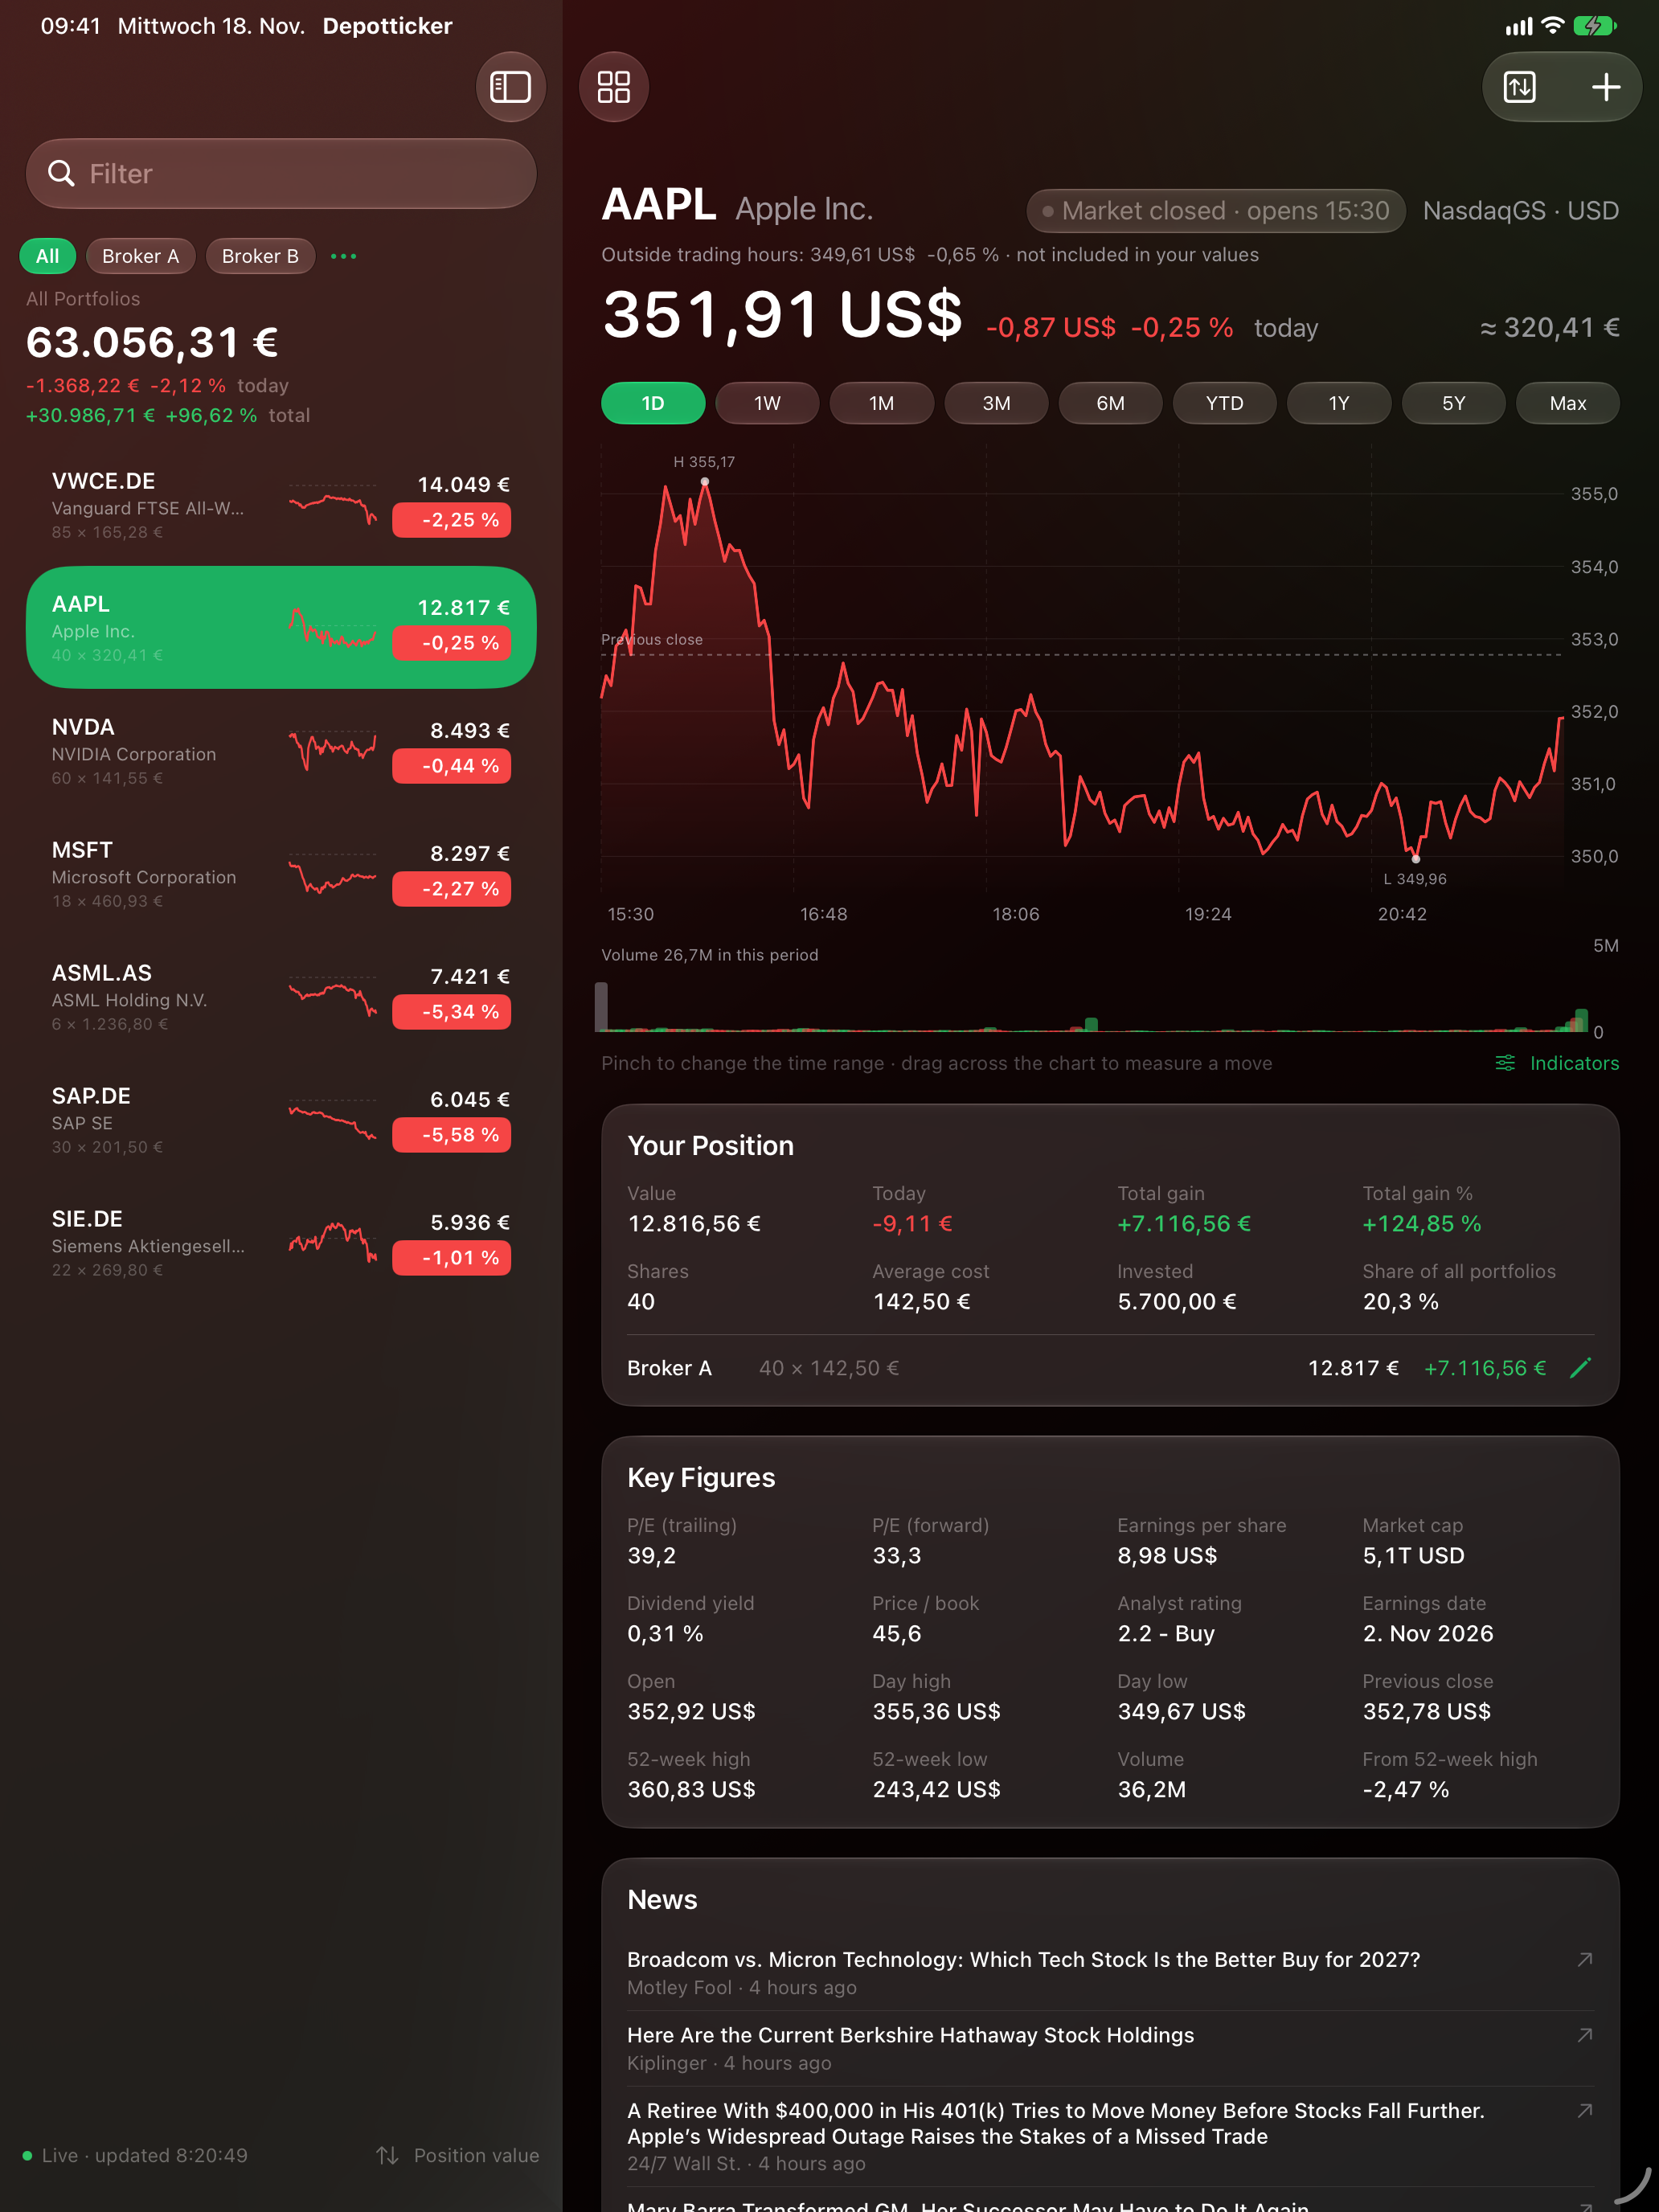 09:41 Mittwoch 18. Nov. Depotticker
Filter
All Broker A Broker B •••
All Portfolios
63.056,31 €
-1.368,22 € -2,12 % today
+30.986,71 € +96,62 % total
VWCE.DE 14.049 €
Vanguard FTSE All-W... -2,25 %
85 × 165,28 €
AAPL 12.817 €
Apple Inc. -0,25 %
40 × 320,41 €
NVDA 8.493 €
NVIDIA Corporation -0,44 %
60 × 141,55 €
MSFT 8.297 €
Microsoft Corporation -2,27 %
18 × 460,93 €
ASML.AS 7.421 €
ASML Holding N.V. -5,34 %
6 × 1.236,80 €
SAP.DE 6.045 €
SAP SE -5,58 %
30 × 201,50 €
SIE.DE 5.936 €
Siemens Aktiengesell... -1,01 %
22 × 269,80 €
Live · updated 8:20:49 Position value
AAPL Apple Inc. Market closed · opens 15:30 NasdaqGS · USD
Outside trading hours: 349,61 US$ -0,65 % · not included in your values
351,91 US$ -0,87 US$ -0,25 % today ≈ 320,41 €
1D 1W 1M 3M 6M YTD 1Y 5Y Max
H 355,17
355,0
354,0
Previous close 353,0
352,0
351,0
350,0
L 349,96
15:30 16:48 18:06 19:24 20:42
Volume 26,7M in this period 5M
0
Pinch to change the time range · drag across the chart to measure a move Indicators
Your Position
Value Today Total gain Total gain %
12.816,56 € -9,11 € +7.116,56 € +124,85 %
Shares Average cost Invested Share of all portfolios
40 142,50 € 5.700,00 € 20,3 %
Broker A 40 × 142,50 € 12.817 € +7.116,56 €
Key Figures
P/E (trailing) P/E (forward) Earnings per share Market cap
39,2 33,3 8,98 US$ 5,1T USD
Dividend yield Price / book Analyst rating Earnings date
0,31 % 45,6 2.2 - Buy 2. Nov 2026
Open Day high Day low Previous close
352,92 US$ 355,36 US$ 349,67 US$ 352,78 US$
52-week high 52-week low Volume From 52-week high
360,83 US$ 243,42 US$ 36,2M -2,47 %
News
Broadcom vs. Micron Technology: Which Tech Stock Is the Better Buy for 2027?
Motley Fool · 4 hours ago
Here Are the Current Berkshire Hathaway Stock Holdings
Kiplinger · 4 hours ago
A Retiree With $400,000 in His 401(k) Tries to Move Money Before Stocks Fall Further.
Apple’s Widespread Outage Raises the Stakes of a Missed Trade
24/7 Wall St. · 4 hours ago
Mary Barra Transformed GM. Her Successor May Have to Do It Again